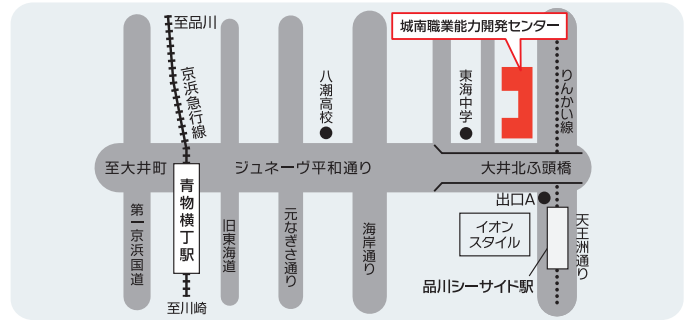 至品川
城南職業能力開発センター
京浜急行線
八潮高校
東海中学
りんかい線
至大井町
ジュネーヴ平和通り
大井北ふ頭橋
青物横丁駅
出口A
第一京浜国道
旧東海道
元なぎさ通り
海岸通り
イオン
スタイル
天王洲通り
品川シーサイド駅
至川崎